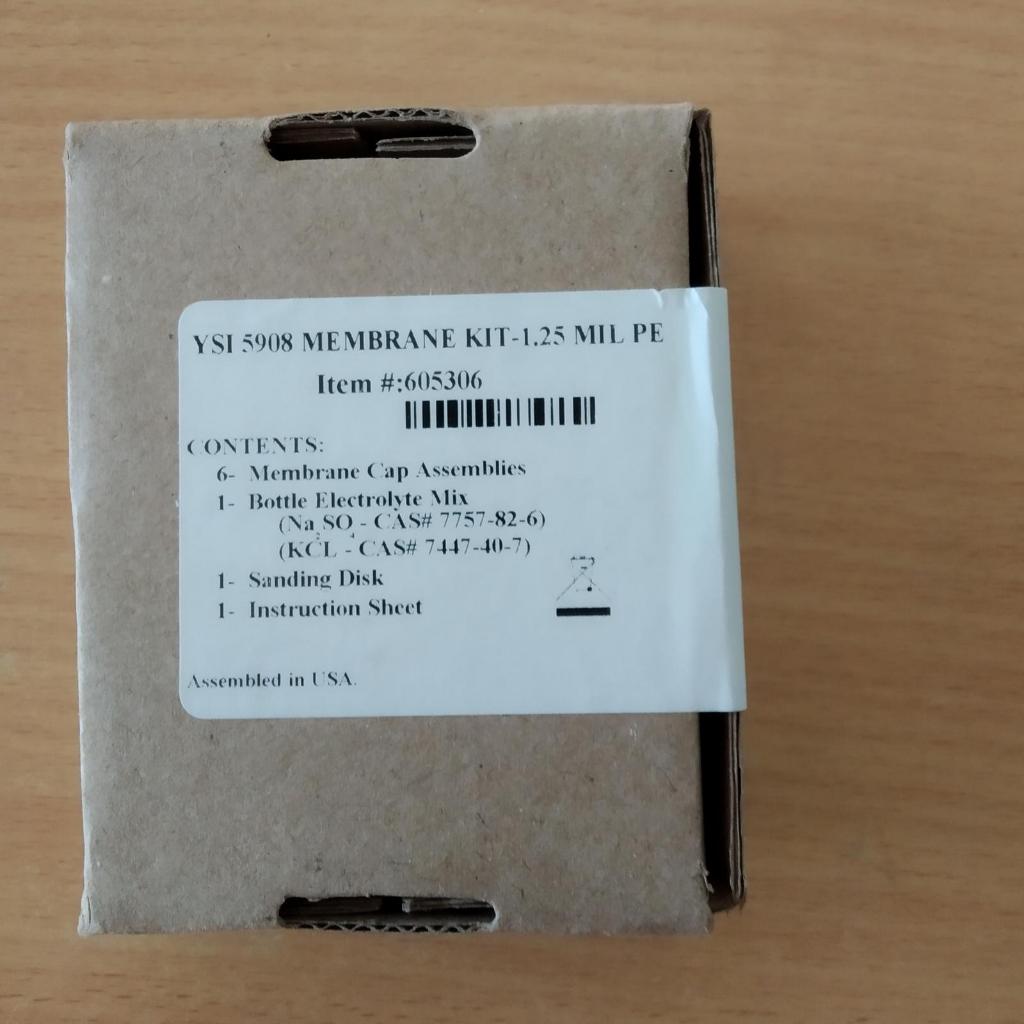 YSI 5908 MEMBRANE KIT-1.25 MIL PE
Item #:605306
CONTENTS:
6- Membrane Cap Assemblies
1- Bottle Electrolyte Mix
(Na₂SO₄ - CAS# 7757-82-6)
(KCL - CAS# 7447-40-7)
1- Sanding Disk
1- Instruction Sheet
Assembled in USA.